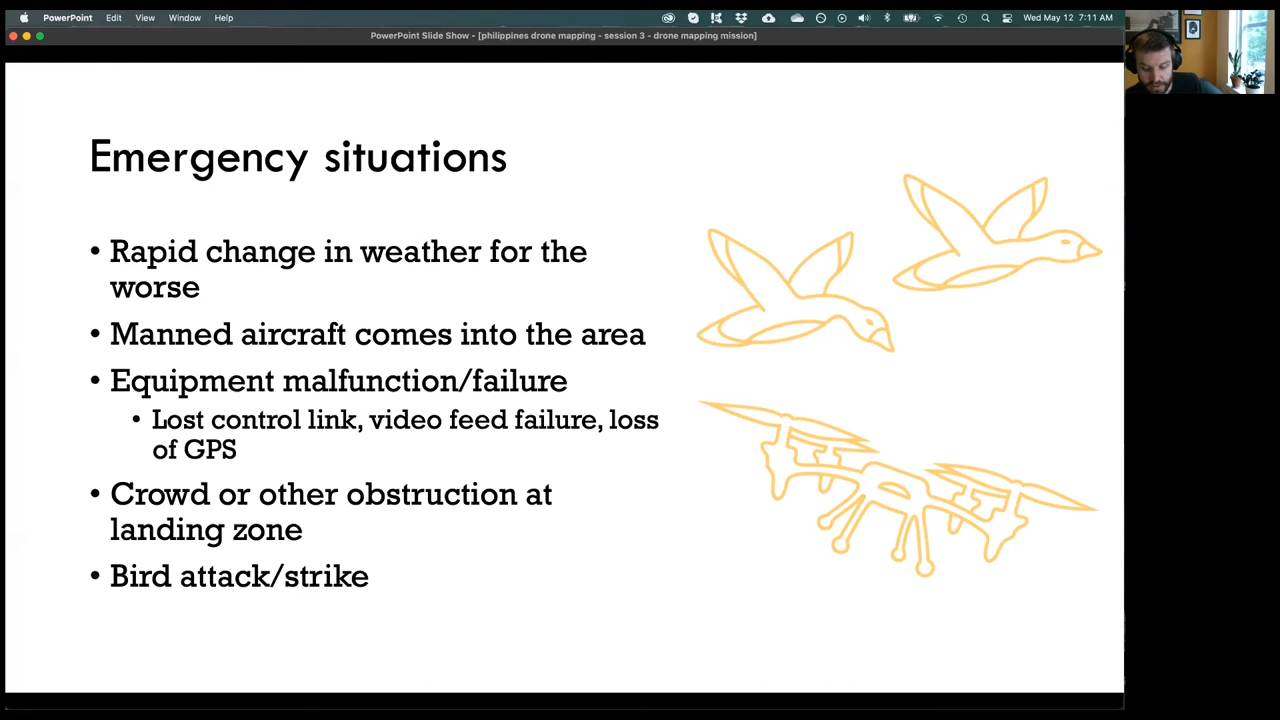 PowerPoint Edit View Window Help Wed May 12 7:11 AM
PowerPoint Slide Show - [philippines drone mapping - session 3 - drone mapping mission]
Emergency situations
• Rapid change in weather for the
worse
• Manned aircraft comes into the area
• Equipment malfunction/failure
• Lost control link, video feed failure, loss
of GPS
• Crowd or other obstruction at
landing zone
• Bird attack/strike